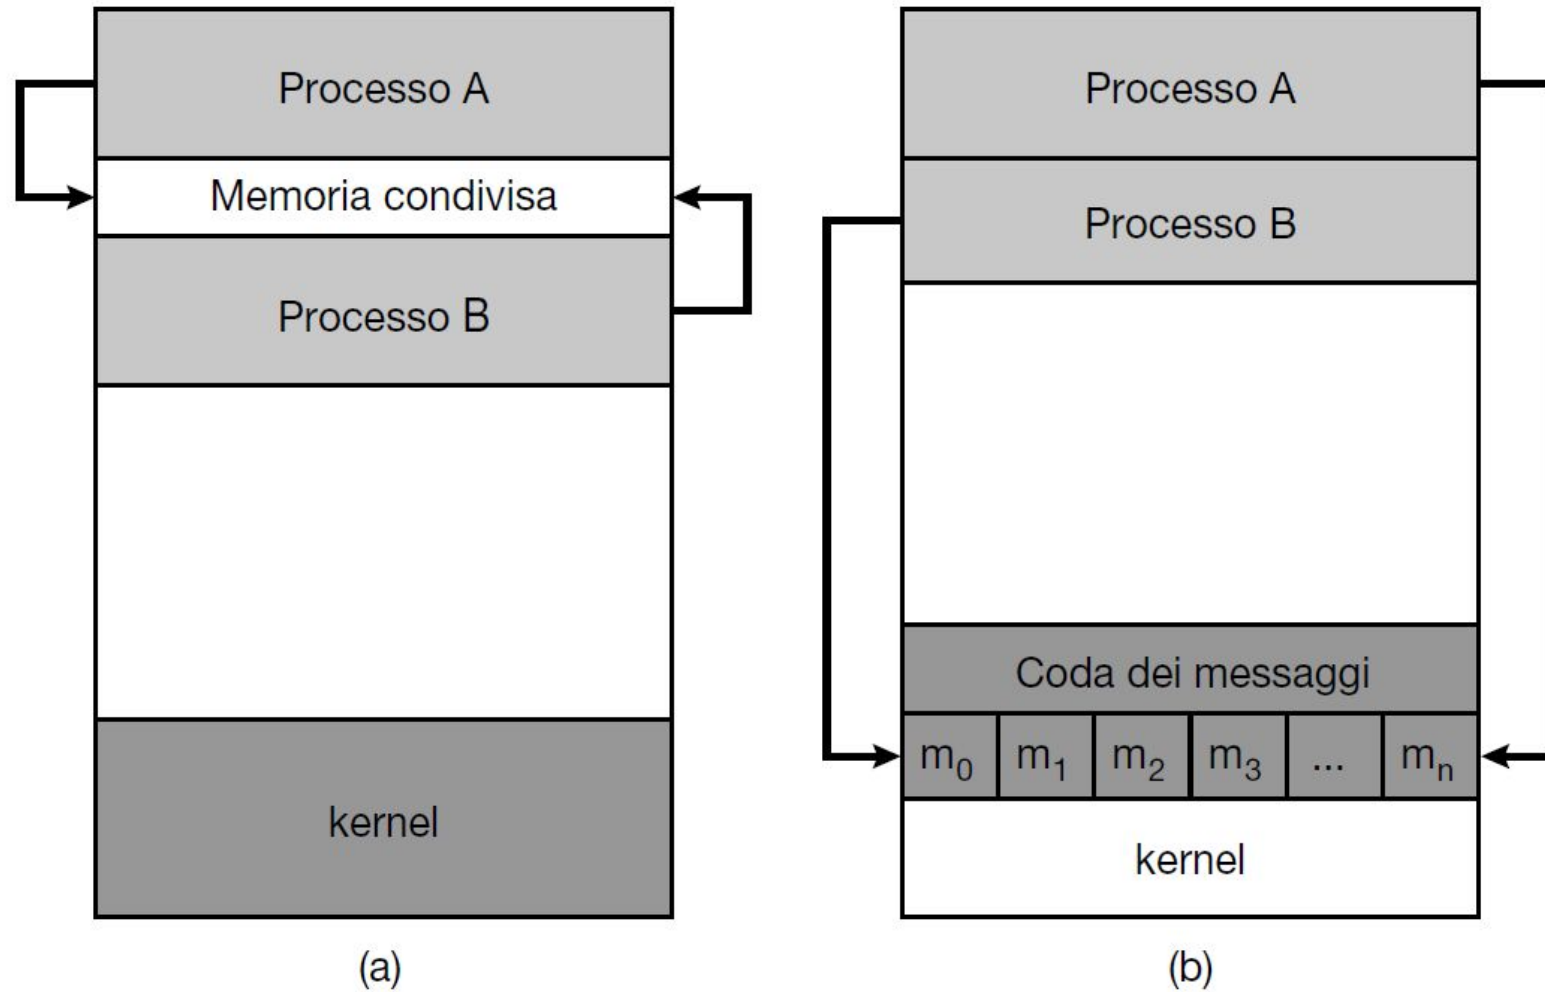 Processo A
Memoria condivisa
Processo B
kernel
(a)
Processo A
Processo B
Coda dei messaggi
m₀ m₁ m₂ m₃ ... mₙ
kernel
(b)